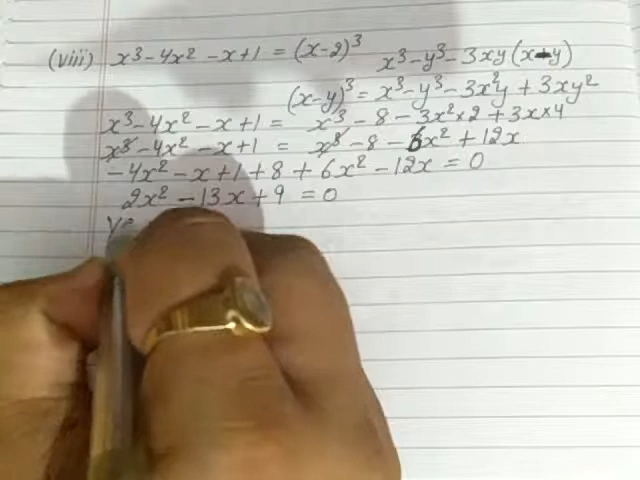 (viii) x³ - 4x² - x + 1 = (x - 2)³ x³ - y³ - 3xy (x - y)
(x - y)³ = x³ - y³ - 3x²y + 3xy²
x³ - 4x² - x + 1 = x³ - 8 - 3x² × 2 + 3x × 4
x³ - 4x² - x + 1 = x³ - 8 - 6x² + 12x
- 4x² - x + 1 + 8 + 6x² - 12x = 0
2x² - 13x + 9 = 0